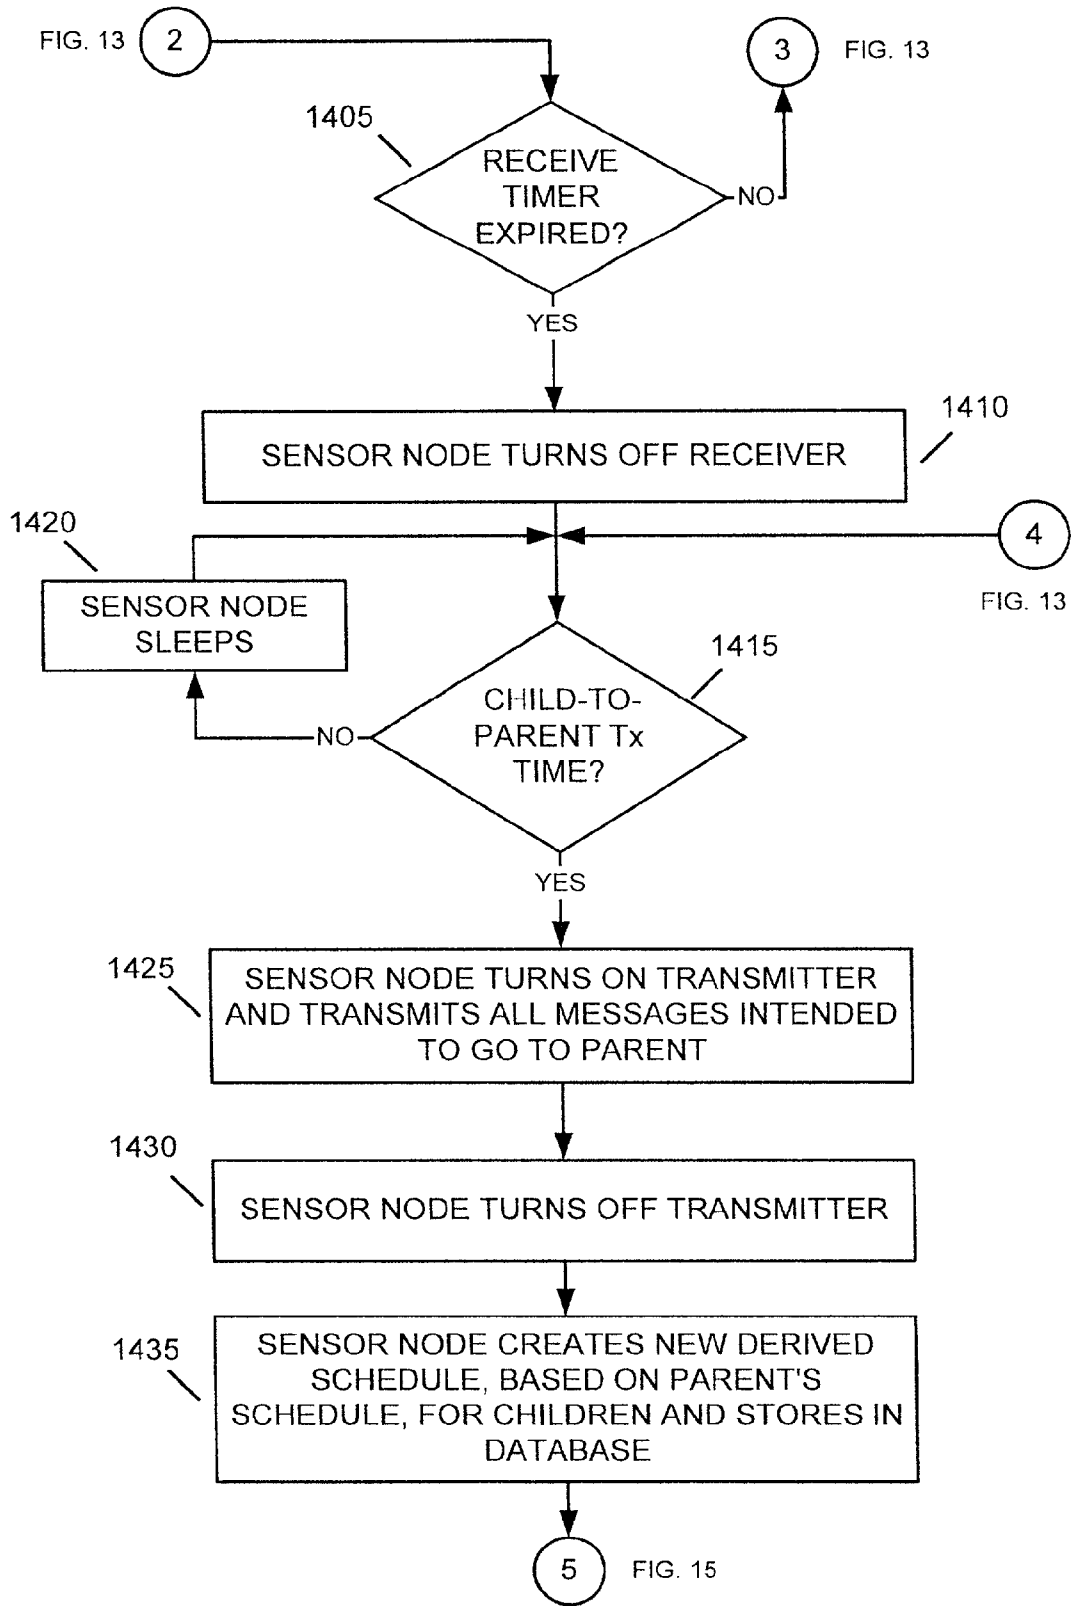 FIG. 13
2
3
FIG. 13
1405
RECEIVE
TIMER
EXPIRED?
NO
YES
1410
SENSOR NODE TURNS OFF RECEIVER
1420
4
FIG. 13
SENSOR NODE
SLEEPS
1415
CHILD-TO-
PARENT Tx
TIME?
NO
YES
1425
SENSOR NODE TURNS ON TRANSMITTER
AND TRANSMITS ALL MESSAGES INTENDED
TO GO TO PARENT
1430
SENSOR NODE TURNS OFF TRANSMITTER
1435
SENSOR NODE CREATES NEW DERIVED
SCHEDULE, BASED ON PARENT'S
SCHEDULE, FOR CHILDREN AND STORES IN
DATABASE
5
FIG. 15